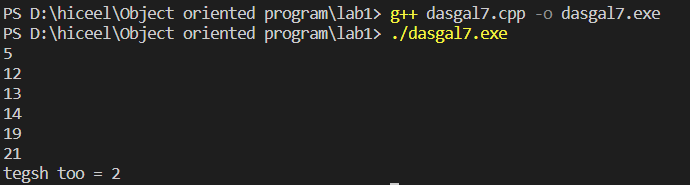 PS D:\hiceel\Object oriented program\lab1> g++ dasgal7.cpp -o dasgal7.exe
PS D:\hiceel\Object oriented program\lab1> ./dasgal7.exe
5
12
13
14
19
21
tegsh too = 2